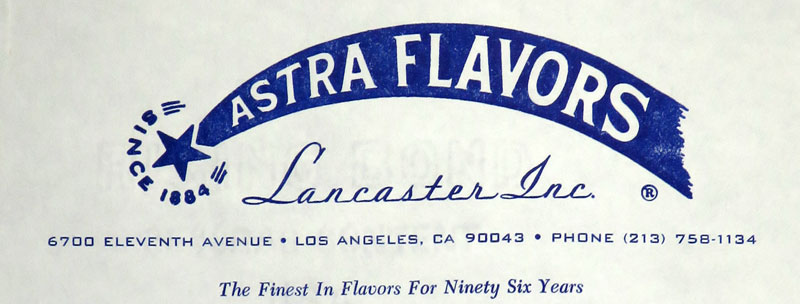 ASTRA FLAVORS
SINCE 1884
Lancaster Inc. ®
6700 ELEVENTH AVENUE • LOS ANGELES, CA 90043 • PHONE (213) 758-1134
The Finest In Flavors For Ninety Six Years